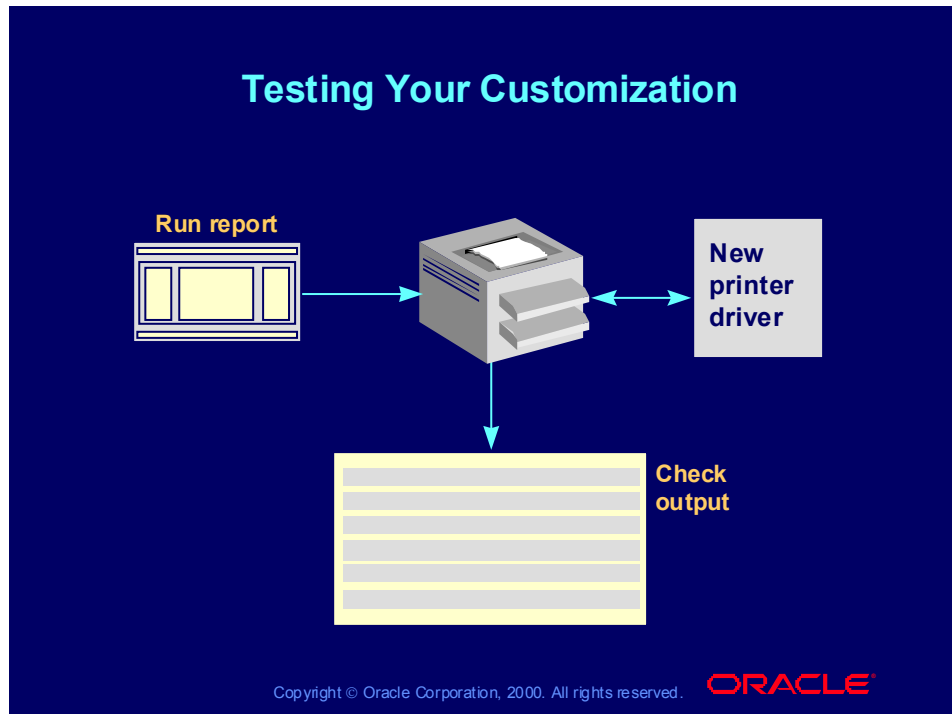 Testing Your Customization
Run report
New
printer
driver
Check
output
Copyright © Oracle Corporation, 2000. All rights reserved.
ORACLE®